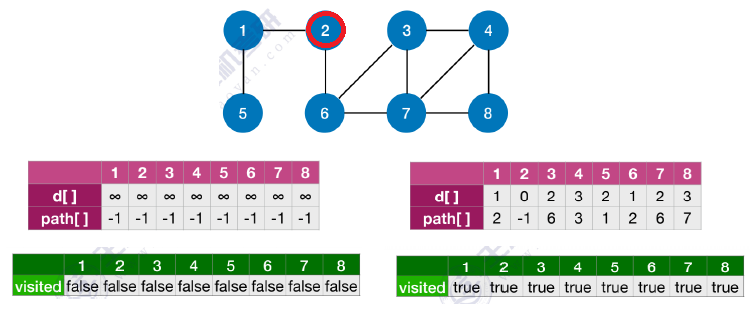 1 2 3 4
5 6 7 8
1 2 3 4 5 6 7 8
d[ ] ∞ ∞ ∞ ∞ ∞ ∞ ∞ ∞
path[ ] -1 -1 -1 -1 -1 -1 -1 -1
1 2 3 4 5 6 7 8
visited false false false false false false false false
1 2 3 4 5 6 7 8
d[ ] 1 0 2 3 2 1 2 3
path[ ] 2 -1 6 3 1 2 6 7
1 2 3 4 5 6 7 8
visited true true true true true true true true